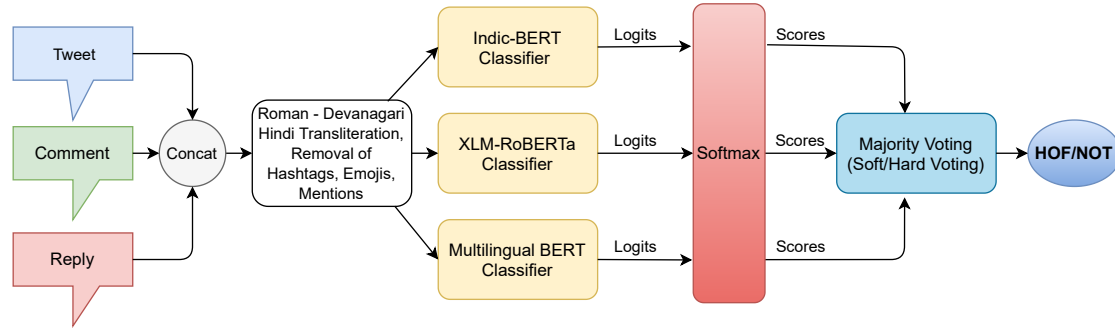 Tweet
Comment
Reply
Concat
Roman - Devanagari
Hindi Transliteration,
Removal of
Hashtags, Emojis,
Mentions
Indic-BERT
Classifier
XLM-RoBERTa
Classifier
Multilingual BERT
Classifier
Logits
Logits
Logits
Softmax
Scores
Scores
Scores
Majority Voting
(Soft/Hard Voting)
HOF/NOT